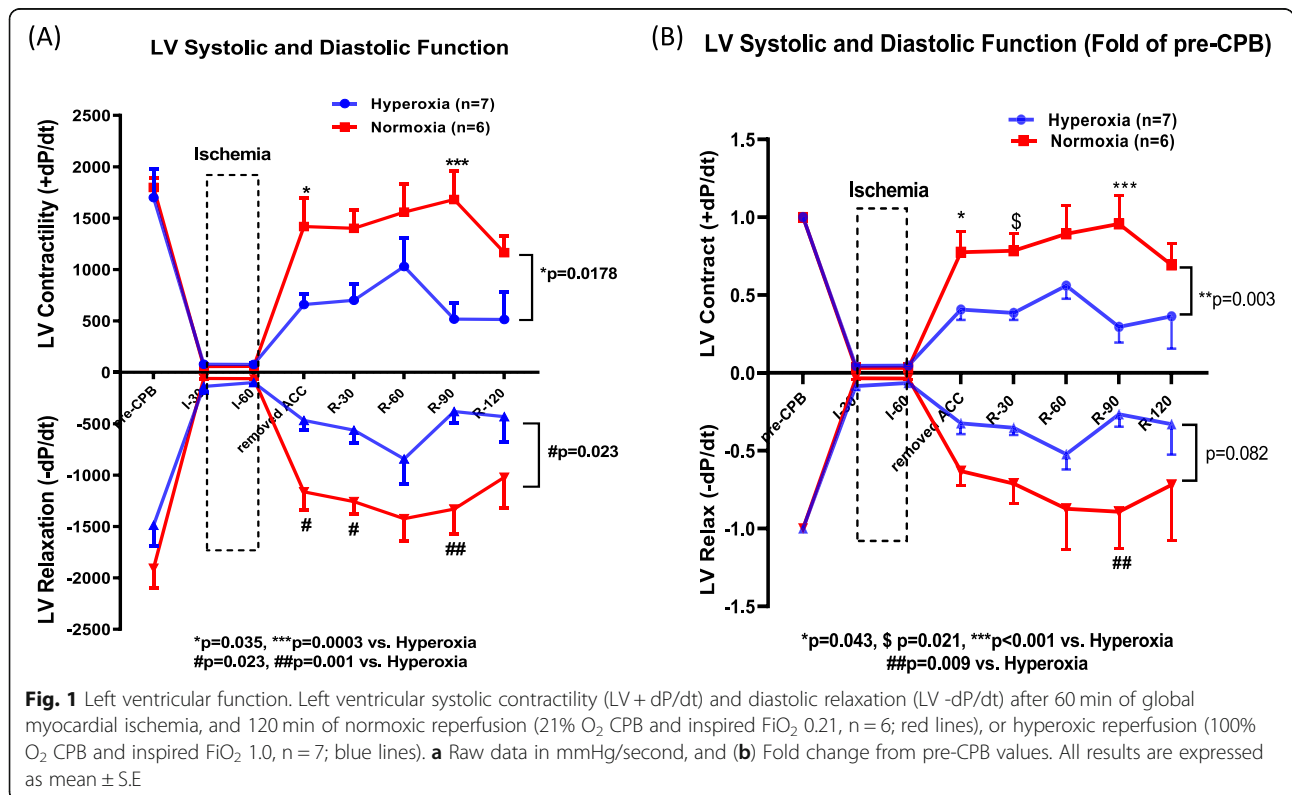 (A)
LV Systolic and Diastolic Function
Hyperoxia (n=7)
Normoxia (n=6)
Ischemia
LV Contractility (+dP/dt)
LV Relaxation (-dP/dt)
2500
2000
1500
1000
500
0
-500
-1000
-1500
-2000
-2500
pre-CPB
I-30
I-60
removed ACC
R-30
R-60
R-90
R-120
*
***
*p=0.0178
#p=0.023
#
#
##
*p=0.035, ***p=0.0003 vs. Hyperoxia
#p=0.023, ##p=0.001 vs. Hyperoxia
(B)
LV Systolic and Diastolic Function (Fold of pre-CPB)
Hyperoxia (n=7)
Normoxia (n=6)
Ischemia
LV Contract (+dP/dt)
LV Relax (-dP/dt)
1.5
1.0
0.5
0.0
-0.5
-1.0
-1.5
pre-CPB
I-30
I-60
removed ACC
R-30
R-60
R-90
R-120
*
$
***
**p=0.003
p=0.082
##
*p=0.043, $ p=0.021, ***p<0.001 vs. Hyperoxia
##p=0.009 vs. Hyperoxia
Fig. 1 Left ventricular function. Left ventricular systolic contractility (LV + dP/dt) and diastolic relaxation (LV -dP/dt) after 60 min of global
myocardial ischemia, and 120 min of normoxic reperfusion (21% O₂ CPB and inspired FiO₂ 0.21, n = 6; red lines), or hyperoxic reperfusion (100%
O₂ CPB and inspired FiO₂ 1.0, n = 7; blue lines). a Raw data in mmHg/second, and (b) Fold change from pre-CPB values. All results are expressed
as mean ± S.E